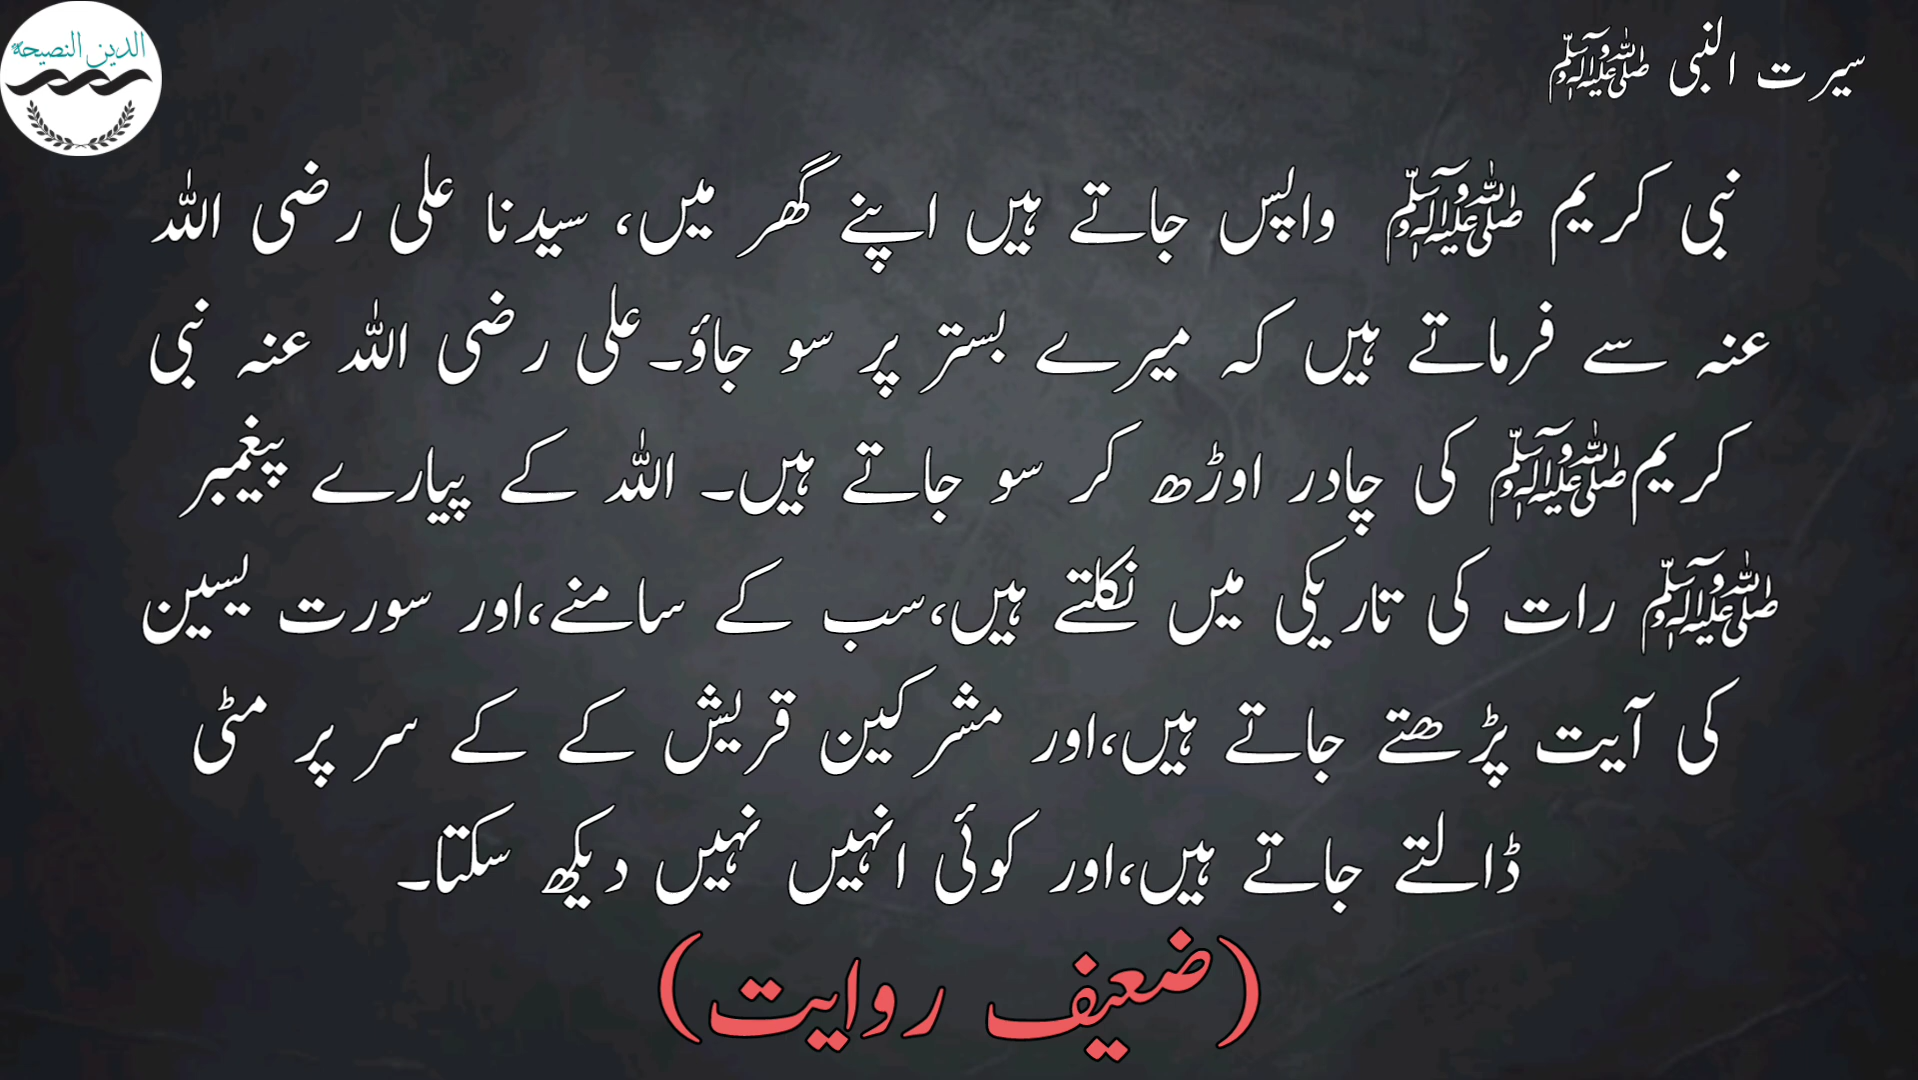 الدین النصیحة
سیرت النبی ﷺ
نبی کریم ﷺ واپس جاتے ہیں اپنے گھر میں، سیدنا علی رضی اللہ
عنہ سے فرماتے ہیں کہ میرے بستر پر سو جاؤ۔علی رضی اللہ عنہ نبی
کریمﷺ کی چادر اوڑھ کر سو جاتے ہیں۔ اللہ کے پیارے پیغمبر
ﷺ رات کی تاریکی میں نکلتے ہیں،سب کے سامنے،اور سورت یسین
کی آیت پڑھتے جاتے ہیں،اور مشرکین قریش کے کے سر پر مٹی
ڈالتے جاتے ہیں،اور کوئی انہیں نہیں دیکھ سکتا۔
(ضعیف روایت)